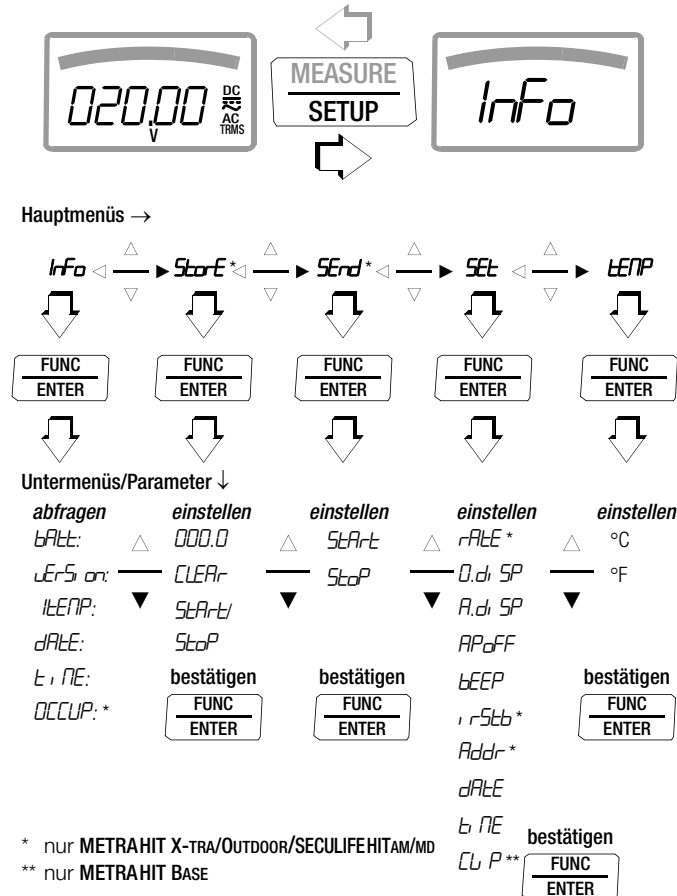 MEASURE
SETUP
020.00 V DC AC TRMS
InFo
Hauptmenüs →
InFo StorE * SEnd * SEt tEMP
FUNC FUNC FUNC FUNC FUNC
ENTER ENTER ENTER ENTER ENTER
Untermenüs/Parameter ↓
abfragen einstellen einstellen einstellen einstellen
bAtt: 000.0 StArt rAtE * °C
vErSion: CLEAr StoP 0.diSP °F
ItEMP: StArt/ A.diSP
dAtE: StoP APoFF
tiME: bestätigen bestätigen bEEP bestätigen
OCCUP: * FUNC FUNC irStb * FUNC
ENTER ENTER Addr * ENTER
dAtE
tiME
* nur METRAHIT X-TRA/OUTDOOR/SECULIFE HITAM/MD bestätigen
** nur METRAHIT BASE CLiP ** FUNC
ENTER